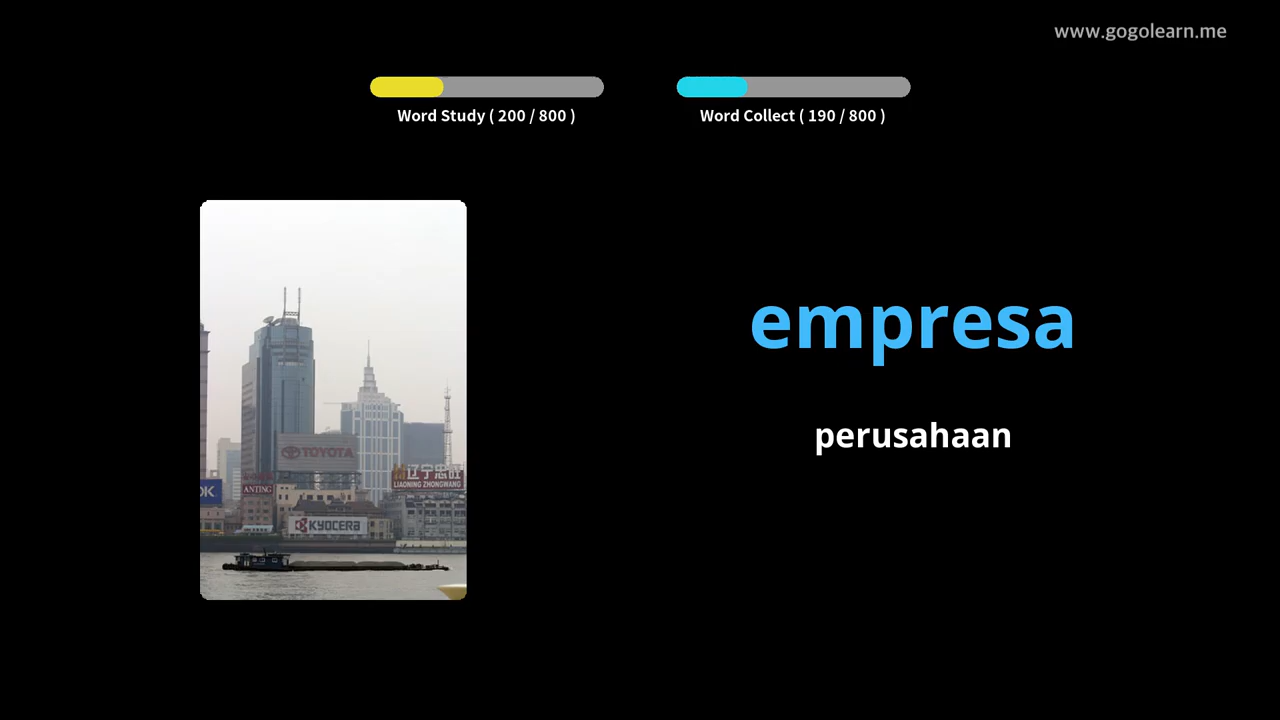 www.gogolearn.me
Word Study ( 200 / 800 )
Word Collect ( 190 / 800 )
empresa
perusahaan
TOYOTA
辽宁忠旺
LIAONING ZHONGWANG
OK
ANTING
KYOCERA